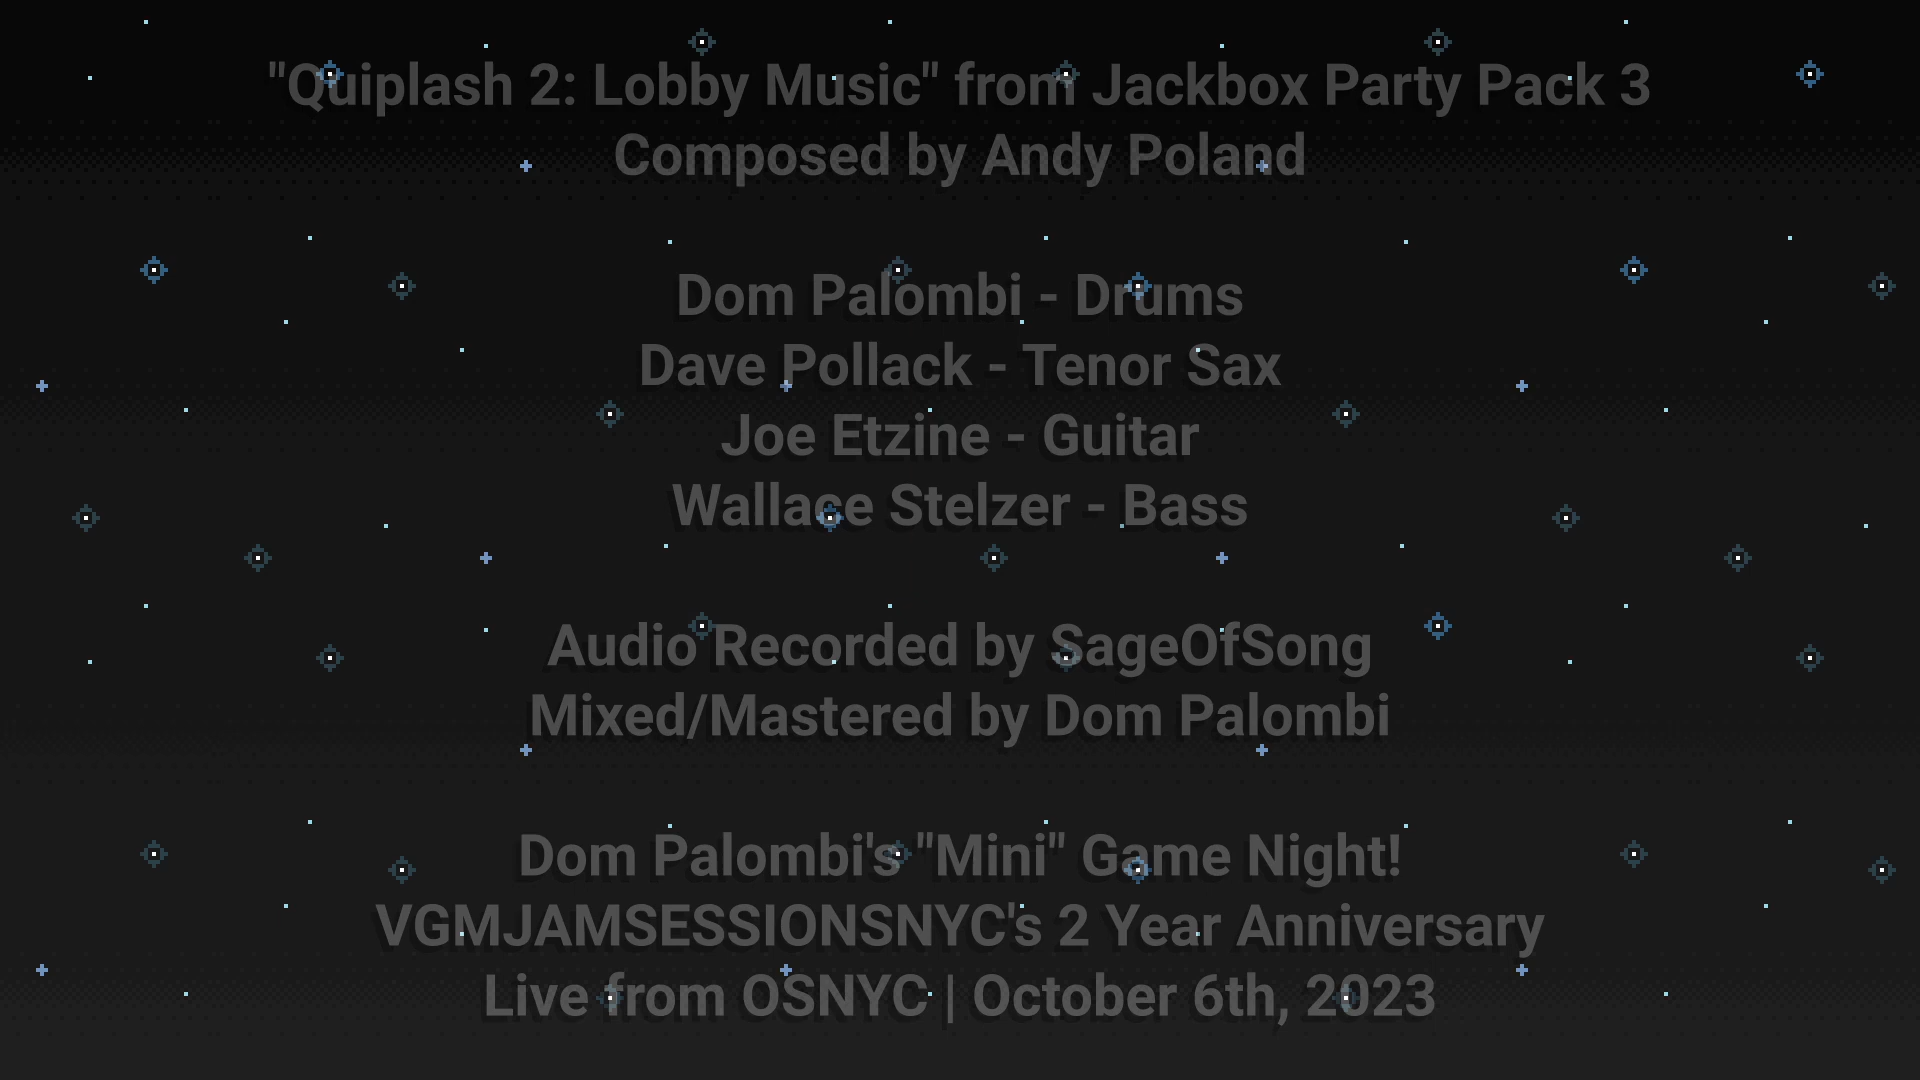 "Quiplash 2: Lobby Music" from Jackbox Party Pack 3
Composed by Andy Poland
Dom Palombi - Drums
Dave Pollack - Tenor Sax
Joe Etzine - Guitar
Wallace Stelzer - Bass
Audio Recorded by SageOfSong
Mixed/Mastered by Dom Palombi
Dom Palombi's "Mini" Game Night!
VGMJAMSESSIONSNYC's 2 Year Anniversary
Live from OSNYC | October 6th, 2023